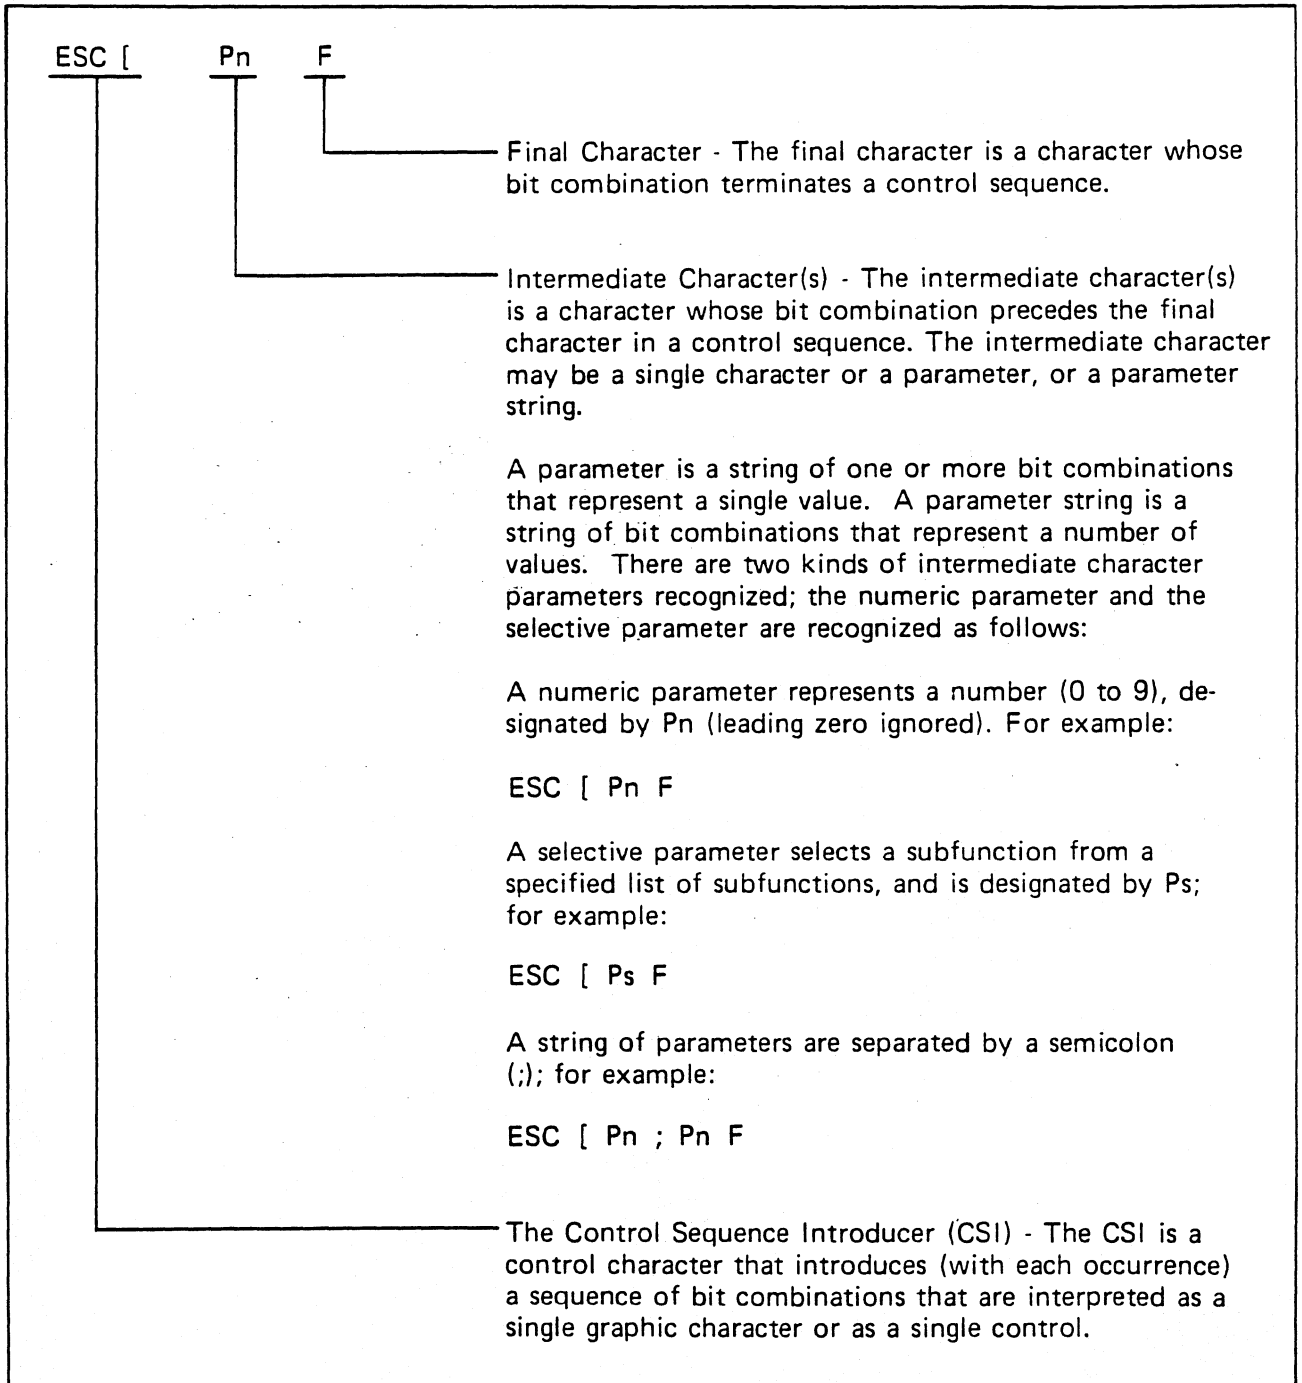 ESC [ Pn F
Final Character - The final character is a character whose
bit combination terminates a control sequence.
Intermediate Character(s) - The intermediate character(s)
is a character whose bit combination precedes the final
character in a control sequence. The intermediate character
may be a single character or a parameter, or a parameter
string.
A parameter is a string of one or more bit combinations
that represent a single value. A parameter string is a
string of bit combinations that represent a number of
values. There are two kinds of intermediate character
parameters recognized; the numeric parameter and the
selective parameter are recognized as follows:
A numeric parameter represents a number (0 to 9), de-
signated by Pn (leading zero ignored). For example:
ESC [ Pn F
A selective parameter selects a subfunction from a
specified list of subfunctions, and is designated by Ps;
for example:
ESC [ Ps F
A string of parameters are separated by a semicolon
(;); for example:
ESC [ Pn ; Pn F
The Control Sequence Introducer (CSI) - The CSI is a
control character that introduces (with each occurrence)
a sequence of bit combinations that are interpreted as a
single graphic character or as a single control.